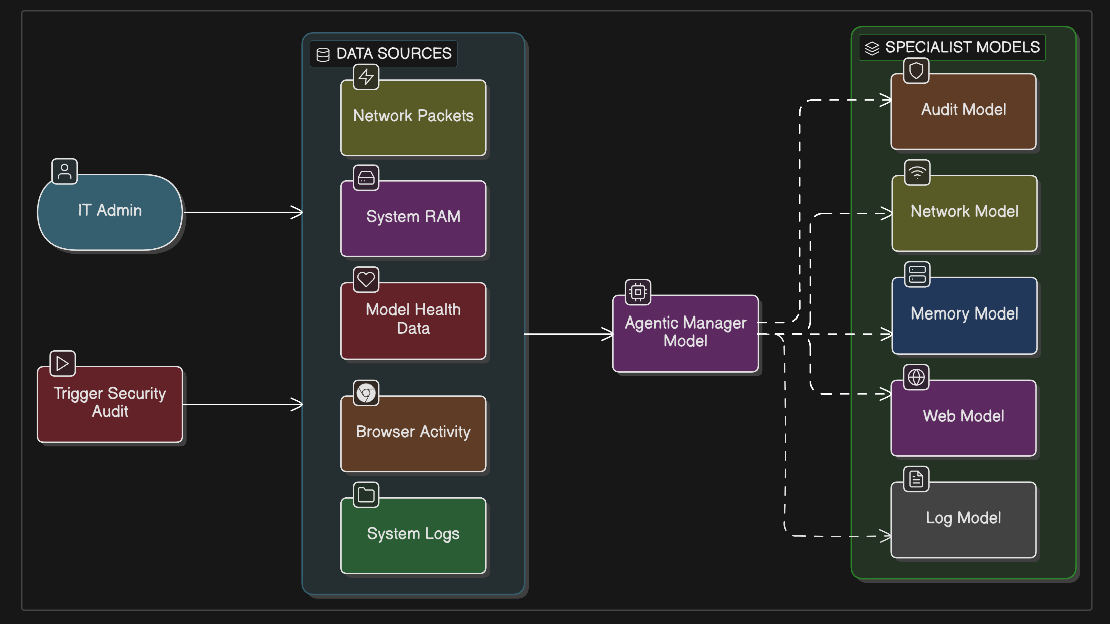 DATA SOURCES
SPECIALIST MODELS
Network Packets
Audit Model
IT Admin
System RAM
Network Model
Model Health
Data
Agentic Manager
Model
Memory Model
Trigger Security
Audit
Browser Activity
Web Model
System Logs
Log Model